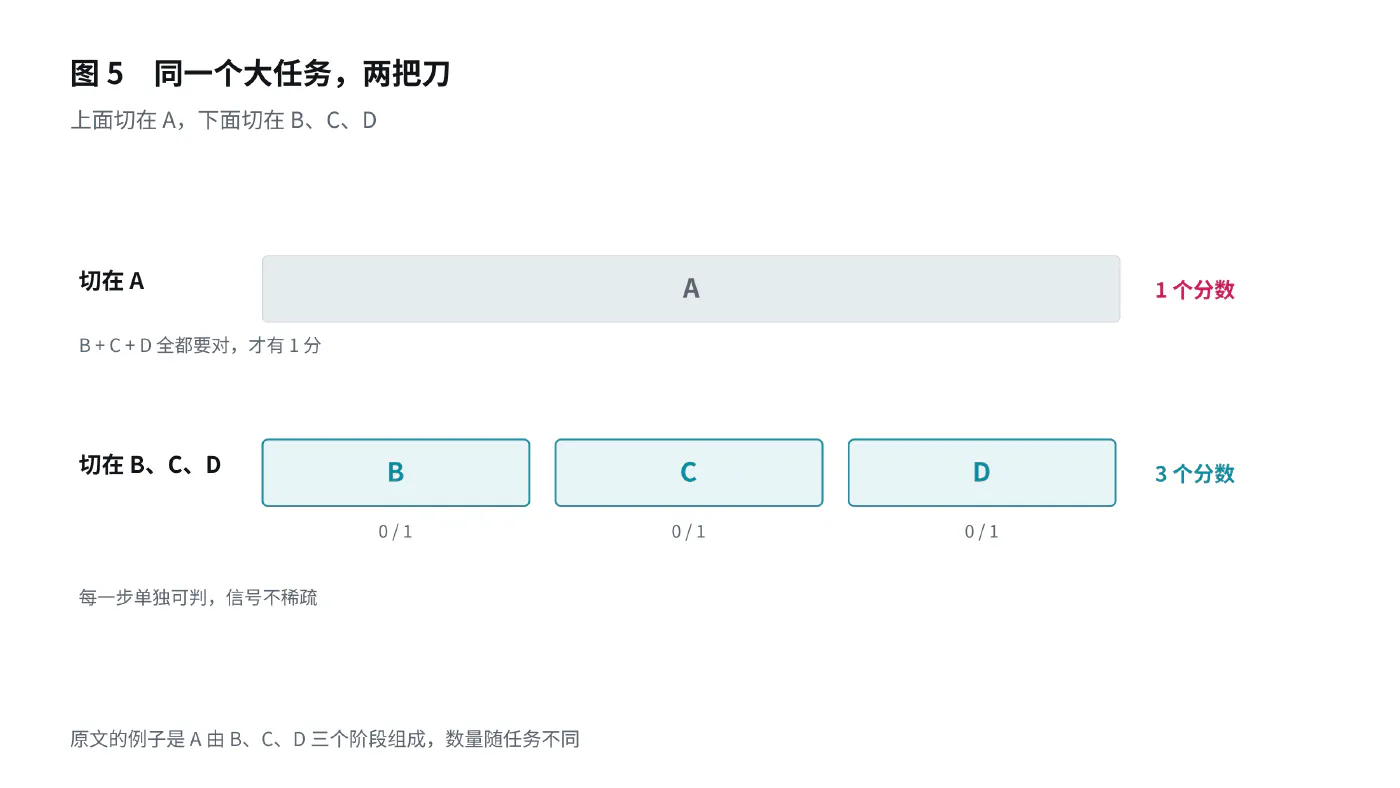 图 5 同一个大任务，两把刀
上面切在 A，下面切在 B、C、D
切在 A
A
1 个分数
B + C + D 全都要对，才有 1 分
切在 B、C、D
B
C
D
3 个分数
0 / 1
0 / 1
0 / 1
每一步单独可判，信号不稀疏
原文的例子是 A 由 B、C、D 三个阶段组成，数量随任务不同